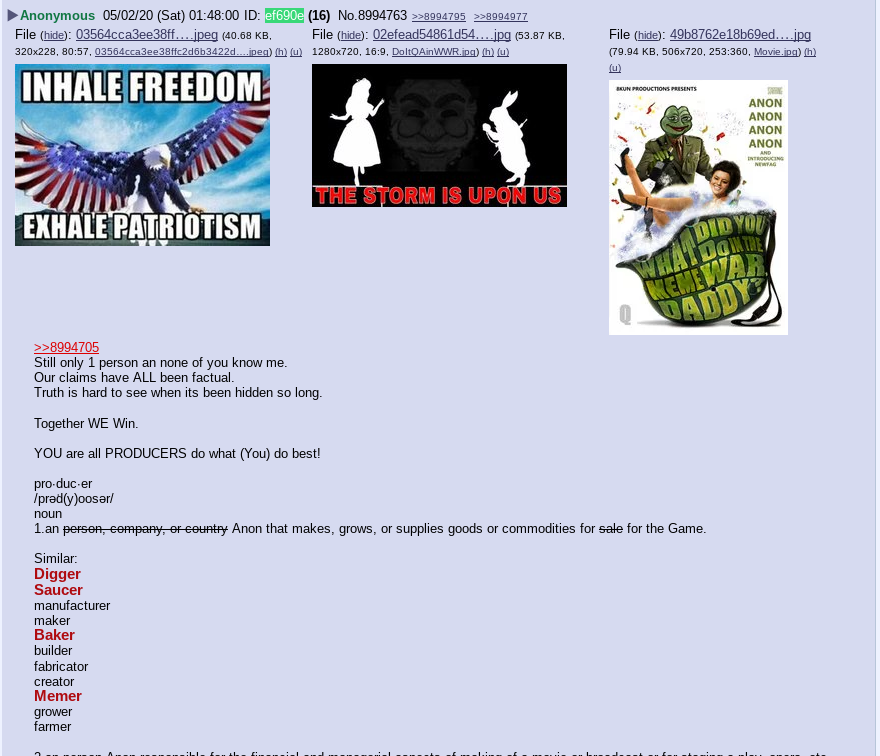 ▶Anonymous 05/02/20 (Sat) 01:48:00 ID: ef690e (16) No.8994763 >>8994795 >>8994977
File (hide): 03564cca3ee38ff….jpeg (40.68 KB, 320x228, 80:57, 03564cca3ee38ffc2d6b3422d….jpeg) (h) (u)
INHALE FREEDOM
EXHALE PATRIOTISM
File (hide): 02efead54861d54….jpg (53.87 KB, 1280x720, 16:9, DoItQAinWWR.jpg) (h) (u)
THE STORM IS UPON US
File (hide): 49b8762e18b69ed….jpg (79.94 KB, 506x720, 253:360, Movie.jpg) (h) (u)
8KUN PRODUCTIONS PRESENTS
STARRING
ANON
ANON
ANON
ANON
AND
INTRODUCING
NEWFAG
WHAT DID YOU
DO IN THE
MEME WAR
DADDY?
Q
>>8994705
Still only 1 person an none of you know me.
Our claims have ALL been factual.
Truth is hard to see when its been hidden so long.
Together WE Win.
YOU are all PRODUCERS do what (You) do best!
pro·duc·er
/prəd(y)oosər/
noun
1.an person, company, or country Anon that makes, grows, or supplies goods or commodities for sale for the Game.
Similar:
Digger
Saucer
manufacturer
maker
Baker
builder
fabricator
creator
Memer
grower
farmer